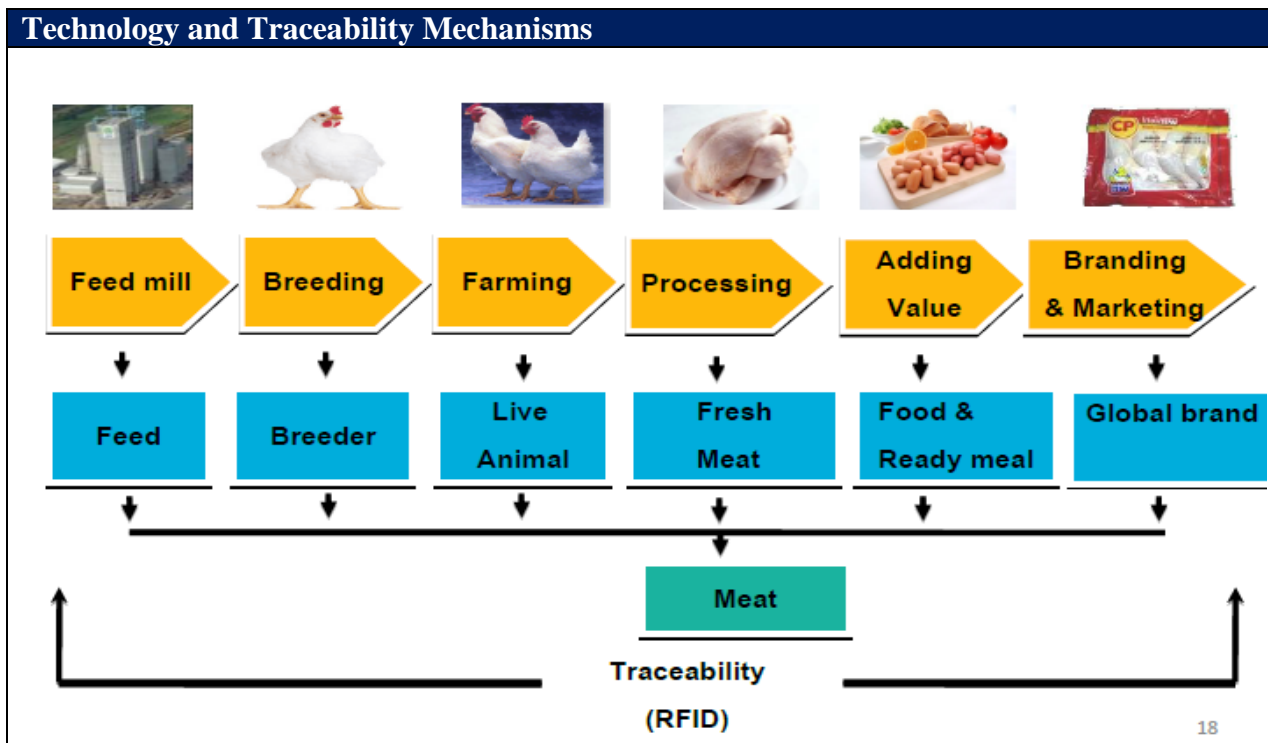 Technology and Traceability Mechanisms
CP
Feed mill
Breeding
Farming
Processing
Adding
Value
Branding
& Marketing
Feed
Breeder
Live
Animal
Fresh
Meat
Food &
Ready meal
Global brand
Meat
Traceability
(RFID)
18